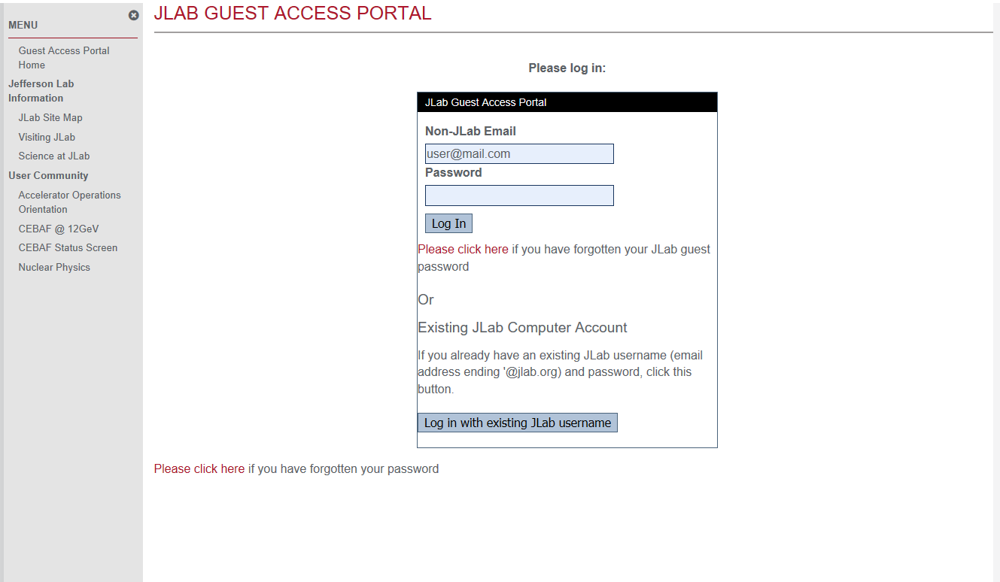 MENU
Guest Access Portal
Home
Jefferson Lab
Information
JLab Site Map
Visiting JLab
Science at JLab
User Community
Accelerator Operations
Orientation
CEBAF @ 12GeV
CEBAF Status Screen
Nuclear Physics
JLAB GUEST ACCESS PORTAL
Please log in:
JLab Guest Access Portal
Non-JLab Email
user@mail.com
Password
Log In
Please click here if you have forgotten your JLab guest
password
Or
Existing JLab Computer Account
If you already have an existing JLab username (email
address ending '@jlab.org) and password, click this
button.
Log in with existing JLab username
Please click here if you have forgotten your password